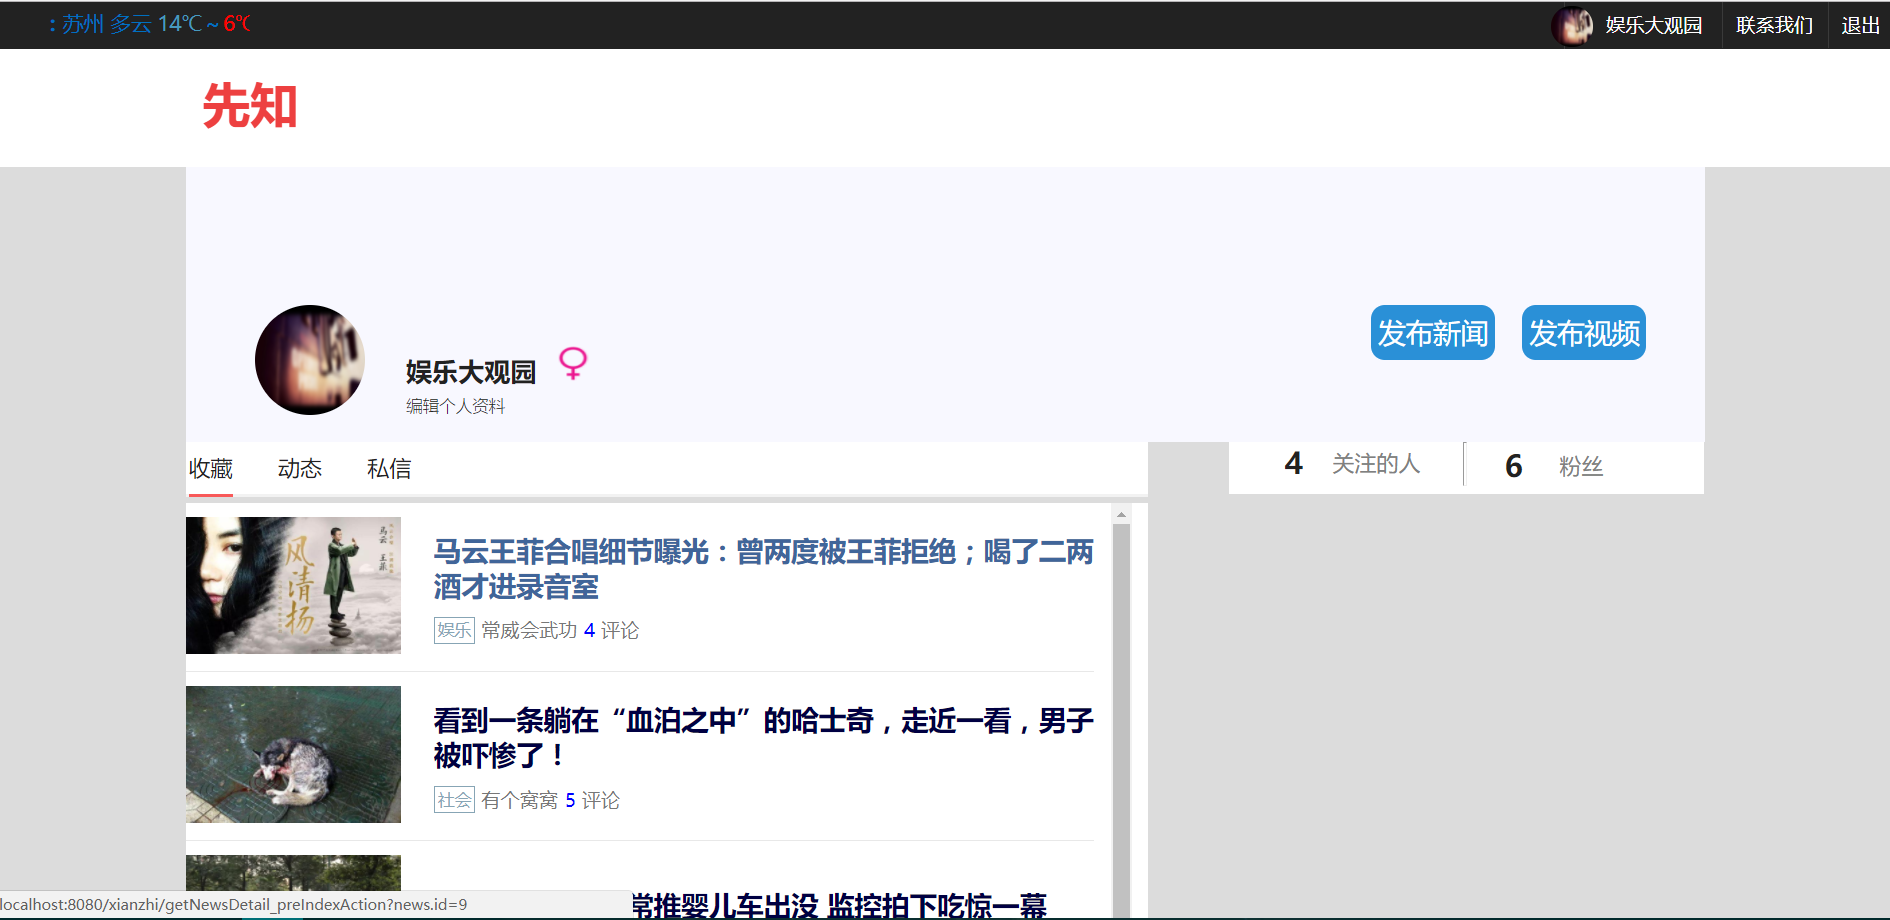 ：苏州 多云 14℃ ~ 6℃
娱乐大观园 联系我们 退出
先知
发布新闻 发布视频
娱乐大观园
编辑个人资料
收藏 动态 私信
4 关注的人 6 粉丝
风清扬
马云 王菲
马云王菲合唱细节曝光：曾两度被王菲拒绝；喝了二两
酒才进录音室
娱乐 常威会武功 4 评论
看到一条躺在“血泊之中”的哈士奇，走近一看，男子
被吓惨了！
社会 有个窝窝 5 评论
常推婴儿车出没 监控拍下吃惊一幕
localhost:8080/xianzhi/getNewsDetail_preIndexAction?news.id=9